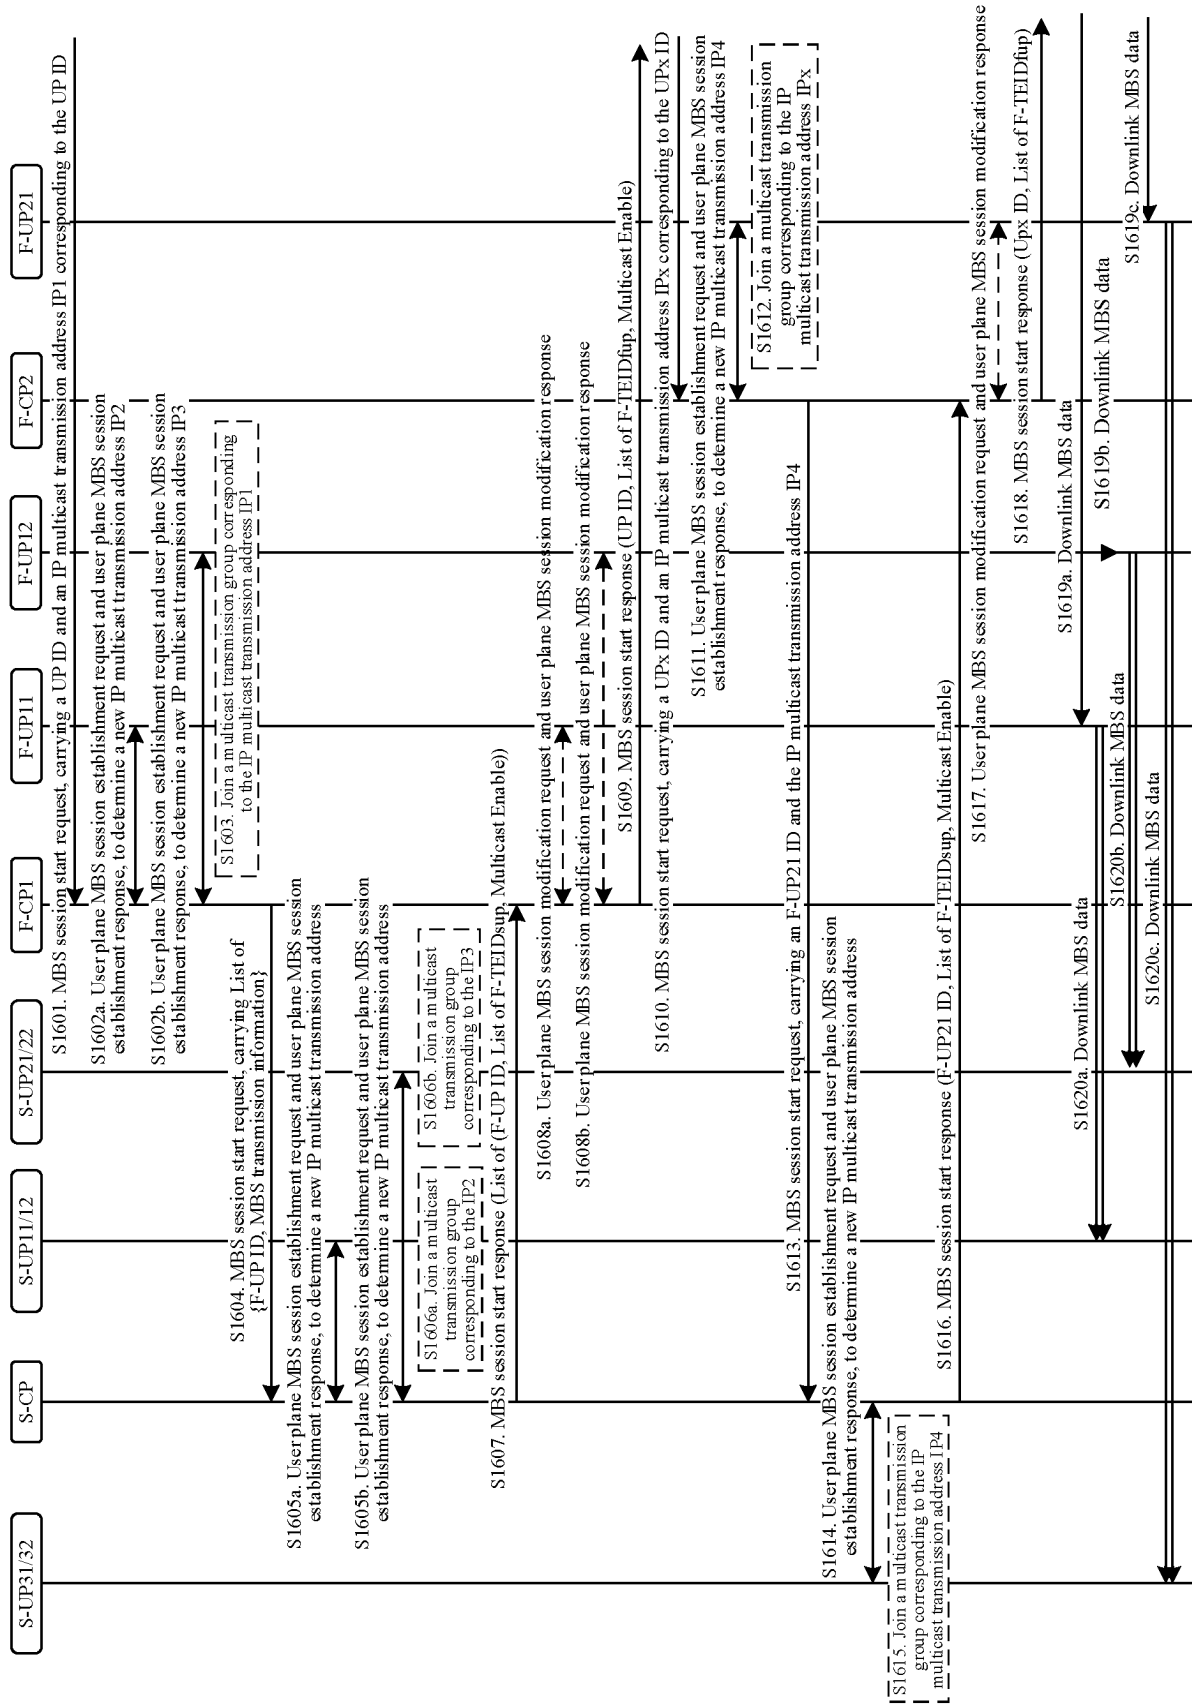 S-UP31/32
S-CP
S-UP11/12
S-UP21/22
F-CP1
F-UP11
F-UP12
F-CP2
F-UP21
S1601. MBS session start request, carrying a UP ID and an IP multicast transmission address IP1 corresponding to the UP ID
S1602a. User plane MBS session establishment request and user plane MBS session
establishment response, to determine a new IP multicast transmission address IP2
S1602b. User plane MBS session establishment request and user plane MBS session
establishment response, to determine a new IP multicast transmission address IP3
S1603. Join a multicast transmission group corresponding
to the IP multicast transmission address IP1
S1604. MBS session start request, carrying List of
{F-UP ID, MBS transmission information}
S1605a. User plane MBS session establishment request and user plane MBS session
establishment response, to determine a new IP multicast transmission address
S1605b. User plane MBS session establishment request and user plane MBS session
establishment response, to determine a new IP multicast transmission address
S1606a. Join a multicast
transmission group
corresponding to the IP2
S1606b. Join a multicast
transmission group
corresponding to the IP3
S1607. MBS session start response (List of (F-UP ID, List of F-TEIDsup, Multicast Enable))
S1608a. User plane MBS session modification request and user plane MBS session modification response
S1608b. User plane MBS session modification request and user plane MBS session modification response
S1609. MBS session start response (UP ID, List of F-TEIDfup, Multicast Enable)
S1610. MBS session start request, carrying a UPx ID and an IP multicast transmission address IPx corresponding to the UPx ID
S1611. User plane MBS session establishment request and user plane MBS session
establishment response, to determine a new IP multicast transmission address IP4
S1612. Join a multicast transmission
group corresponding to the IP
multicast transmission address IPx
S1613. MBS session start request, carrying an F-UP21 ID and the IP multicast transmission address IP4
S1614. User plane MBS session establishment request and user plane MBS session
establishment response, to determine a new IP multicast transmission address
S1615. Join a multicast transmission
group corresponding to the IP
multicast transmission address IP4
S1616. MBS session start response (F-UP21 ID, List of F-TEIDsup, Multicast Enable)
S1617. User plane MBS session modification request and user plane MBS session modification response
S1618. MBS session start response (Upx ID, List of F-TEIDfup)
S1619a. Downlink MBS data
S1619b. Downlink MBS data
S1619c. Downlink MBS data
S1620a. Downlink MBS data
S1620b. Downlink MBS data
S1620c. Downlink MBS data